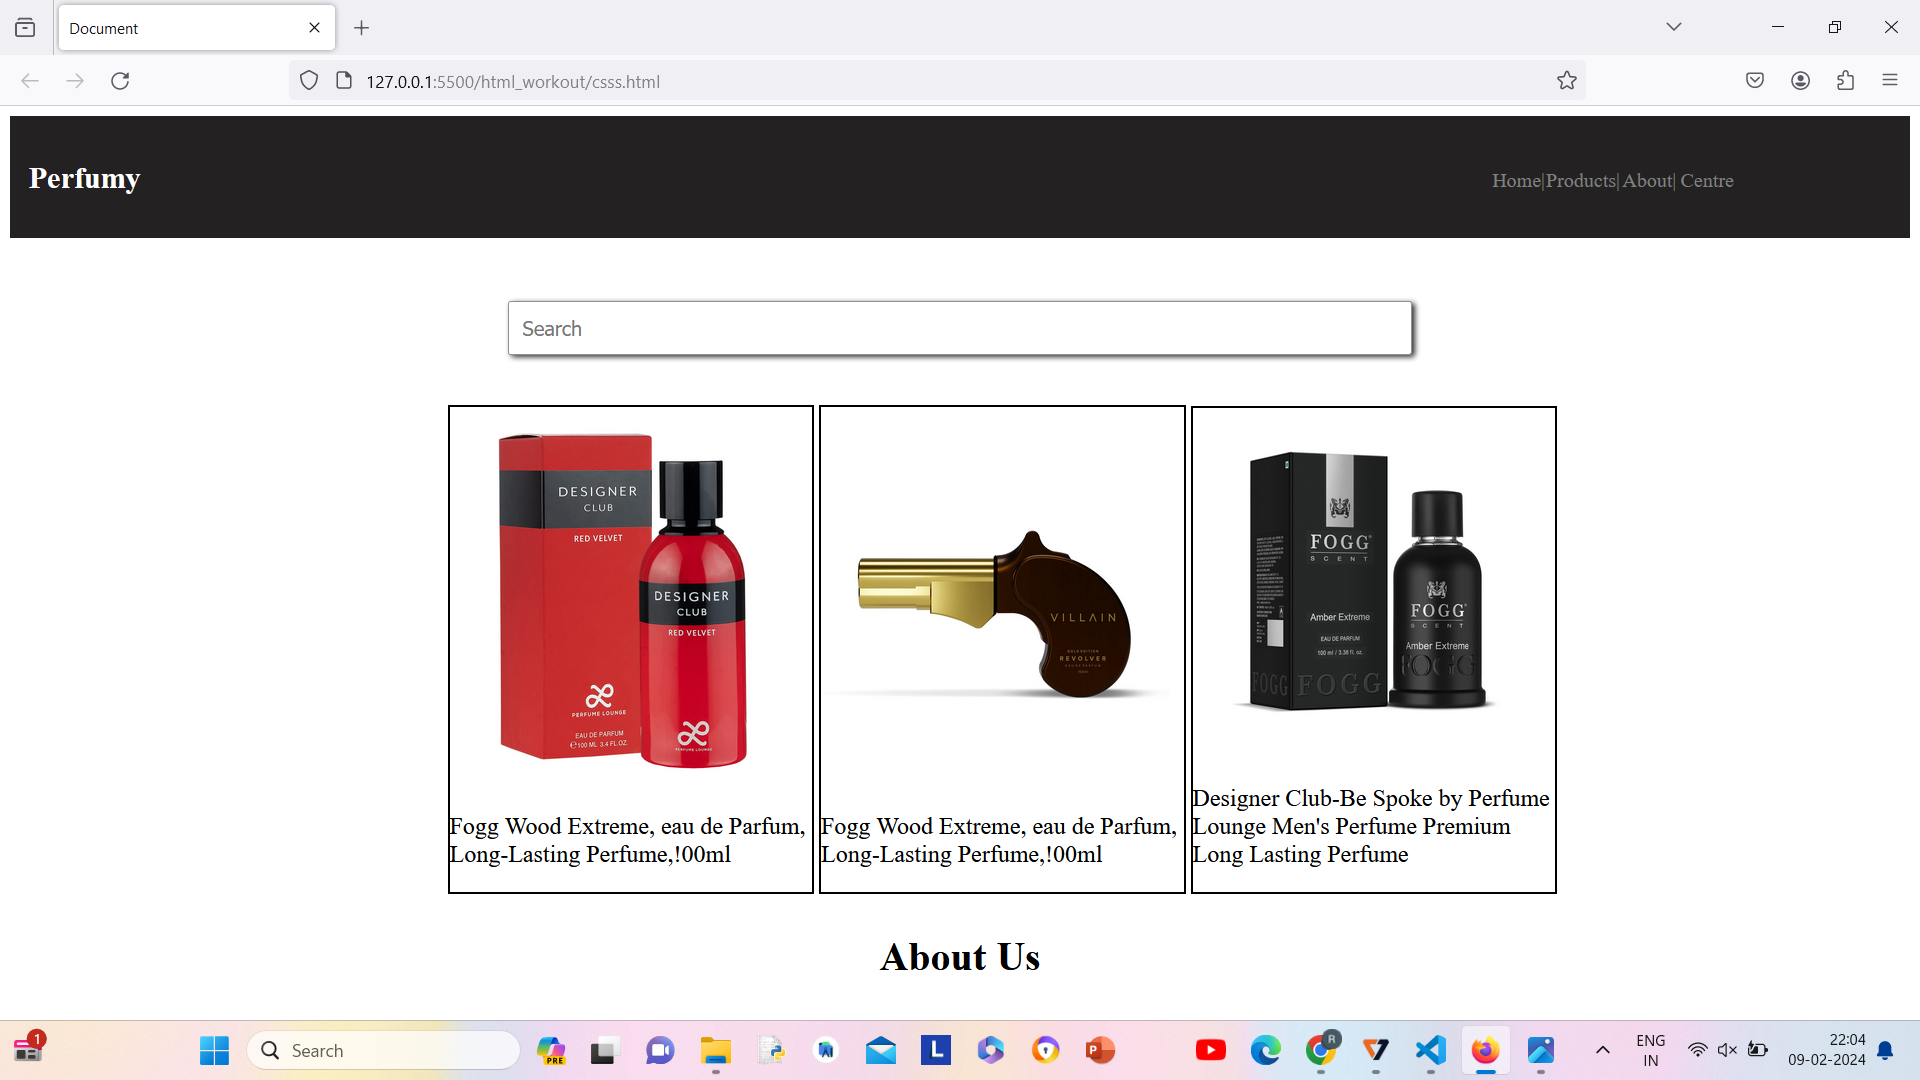 Document
127.0.0.1:5500/html_workout/csss.html
Perfumy
Home|Products| About| Centre
Search
DESIGNER
CLUB
RED VELVET
PERFUME LOUNGE
EAU DE PARFUM
100 ML 3.4 FL.OZ.
DESIGNER
CLUB
RED VELVET
PERFUME LOUNGE
Fogg Wood Extreme, eau de Parfum,
Long-Lasting Perfume,!00ml
VILLAIN
GOLD EDITION
REVOLVER
Fogg Wood Extreme, eau de Parfum,
Long-Lasting Perfume,!00ml
FOGG
SCENT
Amber Extreme
EAU DE PARFUM
100 ml / 3.38 fl. oz.
FOGG FOGG
FOGG
SCENT
Amber Extreme
FOGG
Designer Club-Be Spoke by Perfume
Lounge Men's Perfume Premium
Long Lasting Perfume
About Us
1
Search
PRE
L
P
R
ENG
IN
22:04
09-02-2024